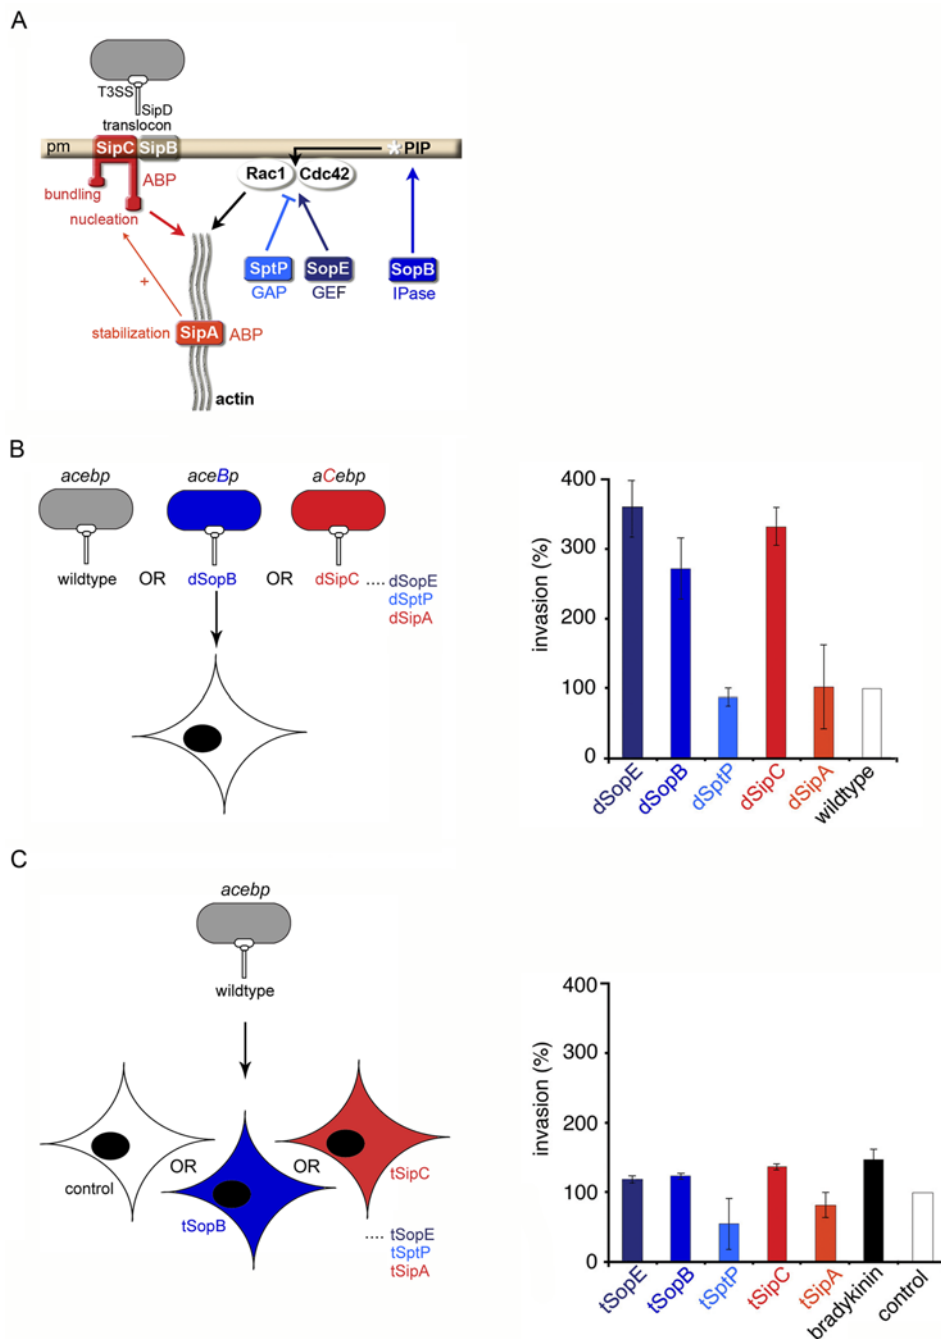 A
T3SS
SipD
translocon
pm
SipC
SipB
PIP
Rac1
Cdc42
bundling
ABP
nucleation
SptP
SopE
SopB
GAP
GEF
IPase
+
stabilization
SipA
ABP
actin
B
acebp
aceBp
aCebp
wildtype OR dSopB OR dSipC .... dSopE
dSptP
dSipA
invasion (%)
400
300
200
100
0
dSopE
dSopB
dSptP
dSipC
dSipA
wildtype
C
acebp
wildtype
control
OR
tSopB
OR
tSipC
.... tSopE
tSptP
tSipA
invasion (%)
400
300
200
100
0
tSopE
tSopB
tSptP
tSipC
tSipA
bradykinin
control